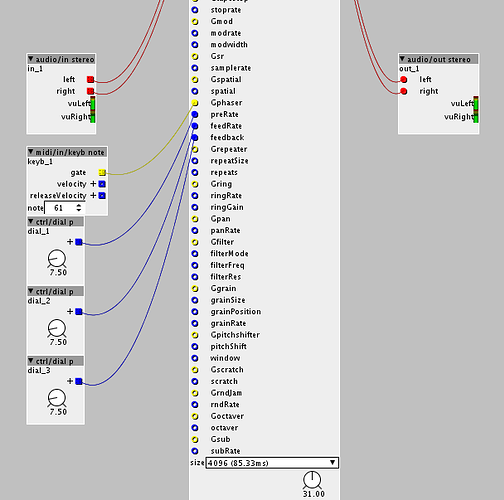 stoprate
Gmod
modrate
modwidth
Gsr
samplerate
Gspatial
spatial
Gphaser
preRate
feedRate
feedback
Grepeater
repeatSize
repeats
Gring
ringRate
ringGain
Gpan
panRate
Gfilter
filterMode
filterFreq
filterRes
Ggrain
grainSize
grainPosition
grainRate
Gpitchshifter
pitchShift
window
Gscratch
scratch
GrndJam
rndRate
Goctaver
octaver
Gsub
subRate
size 4096 (85.33ms)
31.00
audio/in stereo
in_1
left
right
vuLeft
vuRight
midi/in/keyb note
keyb_1
gate
velocity +
releaseVelocity +
note 61
ctrl/dial p
dial_1
+
7.50
ctrl/dial p
dial_2
+
7.50
ctrl/dial p
dial_3
+
7.50
audio/out stereo
out_1
left
right
vuLeft
vuRight